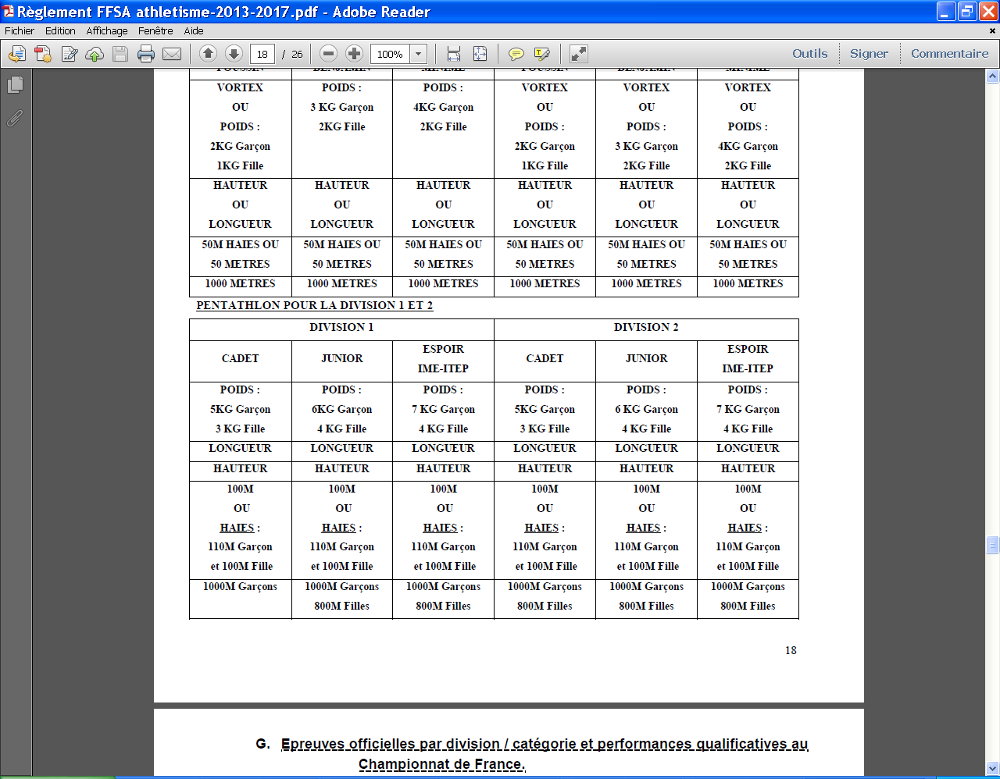 Règlement FFSA athletisme-2013-2017.pdf - Adobe Reader
Fichier Edition Affichage Fenêtre Aide
18 / 26 100% Outils Signer Commentaire
POUSSIN BENJAMIN MINIME POUSSIN BENJAMIN MINIME
VORTEX POIDS : POIDS : VORTEX VORTEX VORTEX
OU 3 KG Garçon 4KG Garçon OU OU OU
POIDS : 2KG Fille 2KG Fille POIDS : POIDS : POIDS :
2KG Garçon 2KG Garçon 3 KG Garçon 4KG Garçon
1KG Fille 1KG Fille 2KG Fille 2KG Fille
HAUTEUR HAUTEUR HAUTEUR HAUTEUR HAUTEUR HAUTEUR
OU OU OU OU OU OU
LONGUEUR LONGUEUR LONGUEUR LONGUEUR LONGUEUR LONGUEUR
50M HAIES OU 50M HAIES OU 50M HAIES OU 50M HAIES OU 50M HAIES OU 50M HAIES OU
50 METRES 50 METRES 50 METRES 50 METRES 50 METRES 50 METRES
1000 METRES 1000 METRES 1000 METRES 1000 METRES 1000 METRES 1000 METRES
PENTATHLON POUR LA DIVISION 1 ET 2
DIVISION 1 DIVISION 2
CADET JUNIOR ESPOIR CADET JUNIOR ESPOIR
IME-ITEP IME-ITEP
POIDS : POIDS : POIDS : POIDS : POIDS : POIDS :
5KG Garçon 6KG Garçon 7 KG Garçon 5KG Garçon 6 KG Garçon 7 KG Garçon
3 KG Fille 4 KG Fille 4 KG Fille 3 KG Fille 4 KG Fille 4 KG Fille
LONGUEUR LONGUEUR LONGUEUR LONGUEUR LONGUEUR LONGUEUR
HAUTEUR HAUTEUR HAUTEUR HAUTEUR HAUTEUR HAUTEUR
100M 100M 100M 100M 100M 100M
OU OU OU OU OU OU
HAIES : HAIES : HAIES : HAIES : HAIES : HAIES :
110M Garçon 110M Garçon 110M Garçon 110M Garçon 110M Garçon 110M Garçon
et 100M Fille et 100M Fille et 100M Fille et 100M Fille et 100M Fille et 100M Fille
1000M Garçons 1000M Garçons 1000M Garçons 1000M Garçons 1000M Garçons 1000M Garçons
800M Filles 800M Filles 800M Filles 800M Filles 800M Filles
18
G. Epreuves officielles par division / catégorie et performances qualificatives au
Championnat de France.